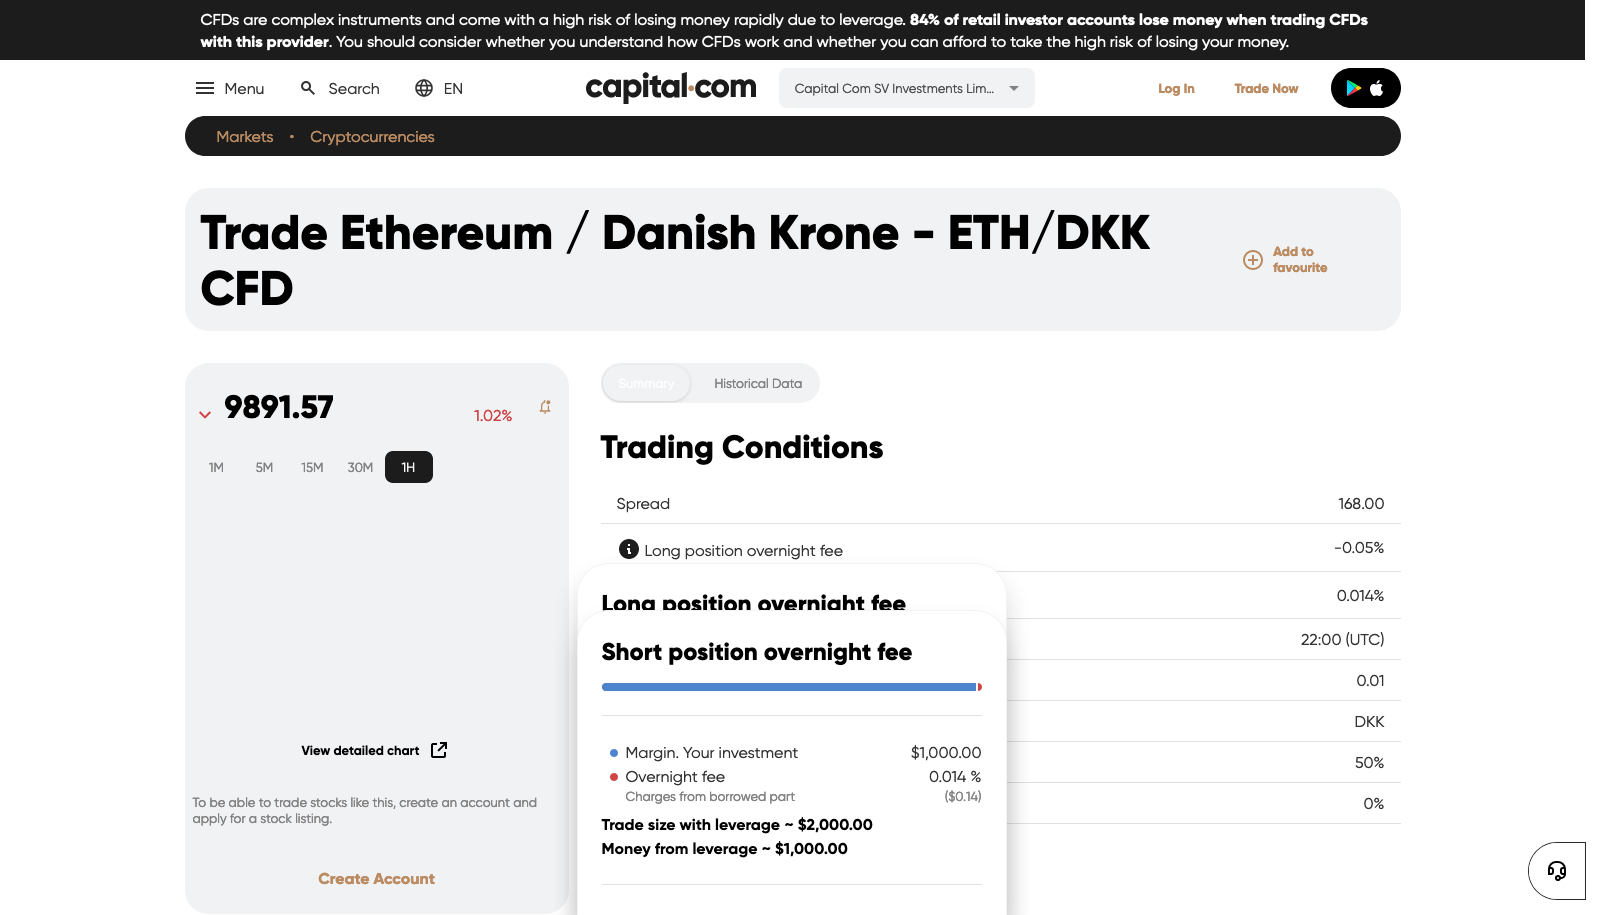 CFDs are complex instruments and come with a high risk of losing money rapidly due to leverage. 84% of retail investor accounts lose money when trading CFDs
with this provider. You should consider whether you understand how CFDs work and whether you can afford to take the high risk of losing your money.
Menu
Search
EN
capital.com
Capital Com SV Investments Lim...
Log In
Trade Now
Markets
Cryptocurrencies
Trade Ethereum / Danish Krone - ETH/DKK
CFD
Add to
favourite
9891.57
1.02%
1M
5M
15M
30M
1H
View detailed chart
To be able to trade stocks like this, create an account and
apply for a stock listing.
Create Account
Summary
Historical Data
Trading Conditions
Spread 168.00
Long position overnight fee -0.05%
0.014%
22:00 (UTC)
0.01
DKK
50%
0%
Long position overnight fee
Short position overnight fee
Margin. Your investment $1,000.00
Overnight fee 0.014 %
Charges from borrowed part ($0.14)
Trade size with leverage ~ $2,000.00
Money from leverage ~ $1,000.00